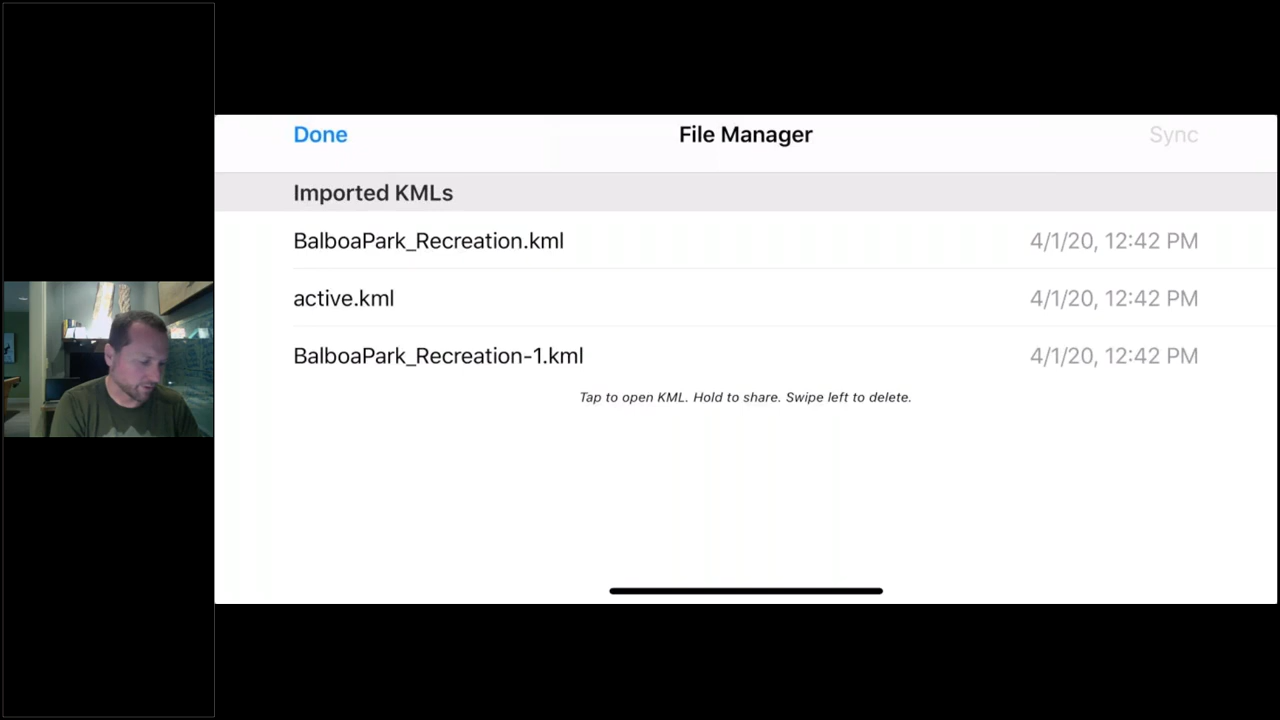 Done
File Manager
Sync
Imported KMLs
BalboaPark_Recreation.kml
4/1/20, 12:42 PM
active.kml
4/1/20, 12:42 PM
BalboaPark_Recreation-1.kml
4/1/20, 12:42 PM
Tap to open KML. Hold to share. Swipe left to delete.